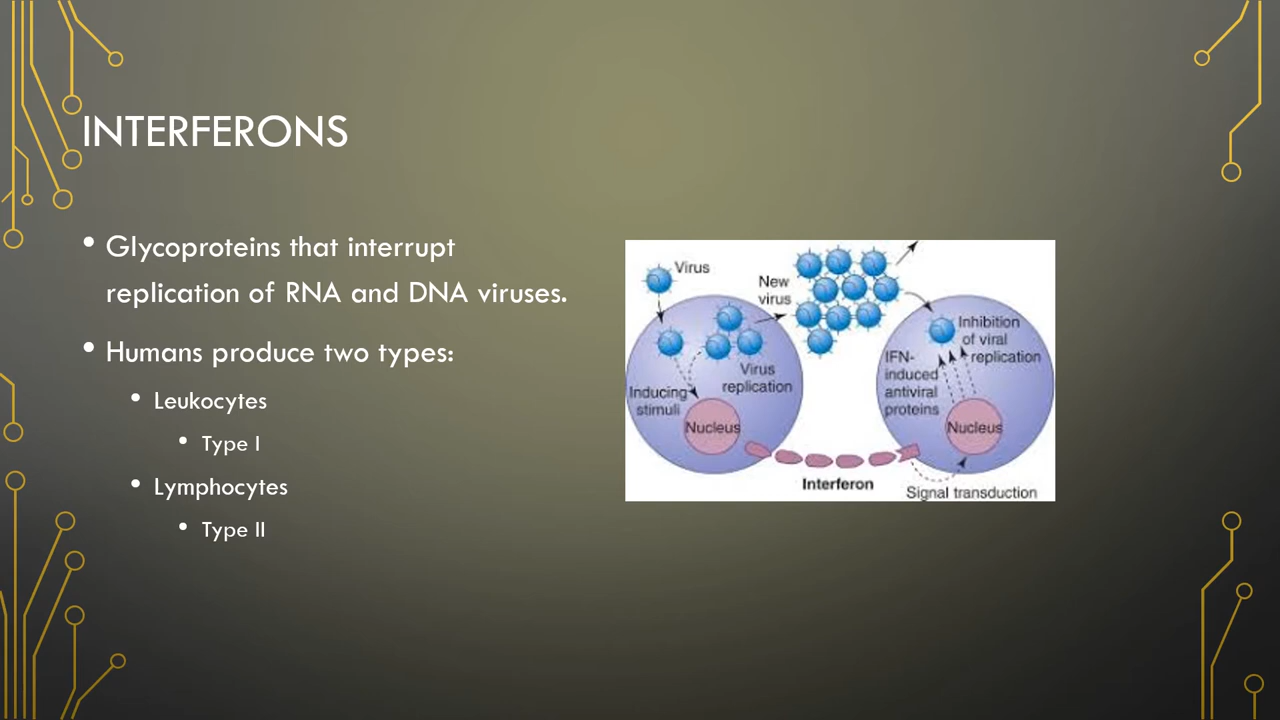 INTERFERONS
• Glycoproteins that interrupt
replication of RNA and DNA viruses.
• Humans produce two types:
• Leukocytes
• Type I
• Lymphocytes
• Type II
Virus
New
virus
Virus
replication
Inducing
stimuli
Nucleus
Interferon
Inhibition
of viral
replication
IFN-
induced
antiviral
proteins
Nucleus
Signal transduction